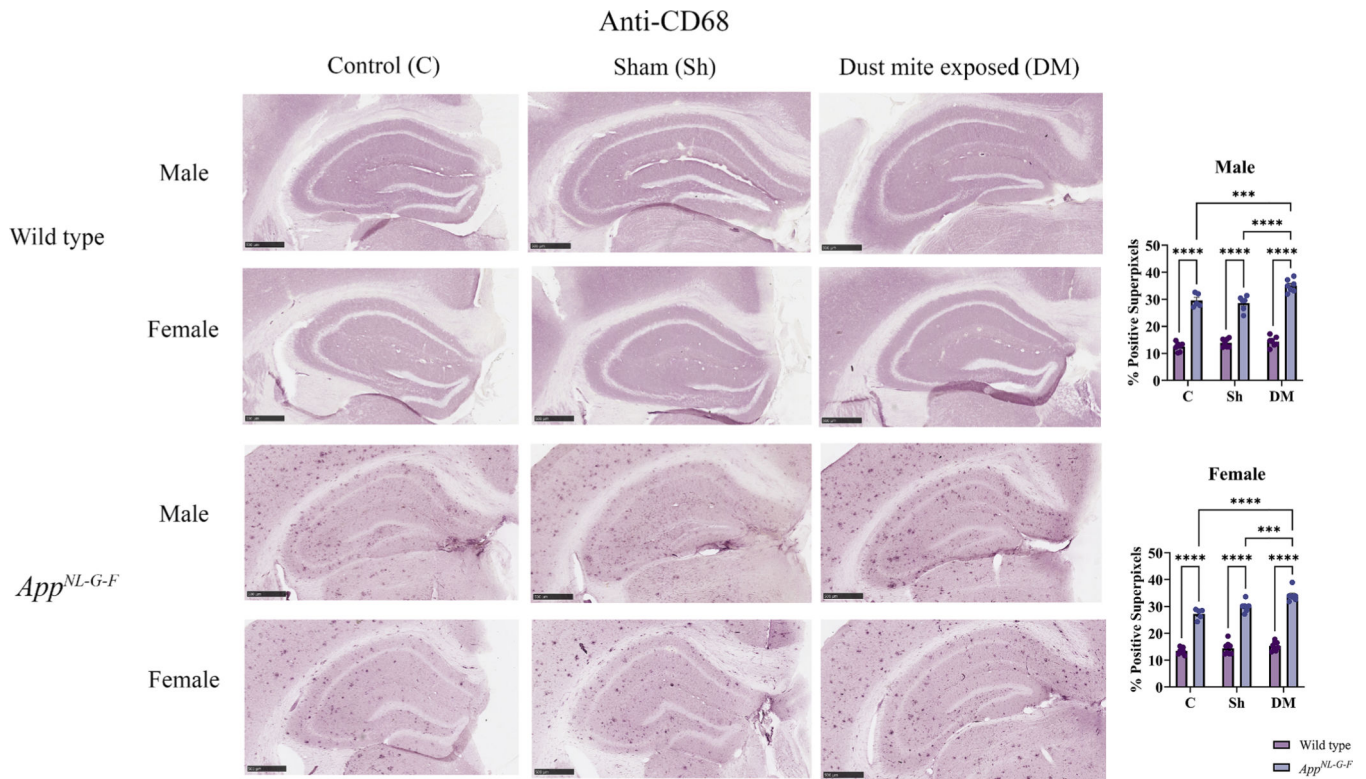 Anti-CD68
Control (C)
Sham (Sh)
Dust mite exposed (DM)
Wild type
Male
Female
App^NL-G-F
Male
Female
Male
***
****
**** **** ****
50
40
30
20
10
0
% Positive Superpixels
C Sh DM
Female
****
***
**** **** ****
50
40
30
20
10
0
% Positive Superpixels
C Sh DM
Wild type
App^NL-G-F